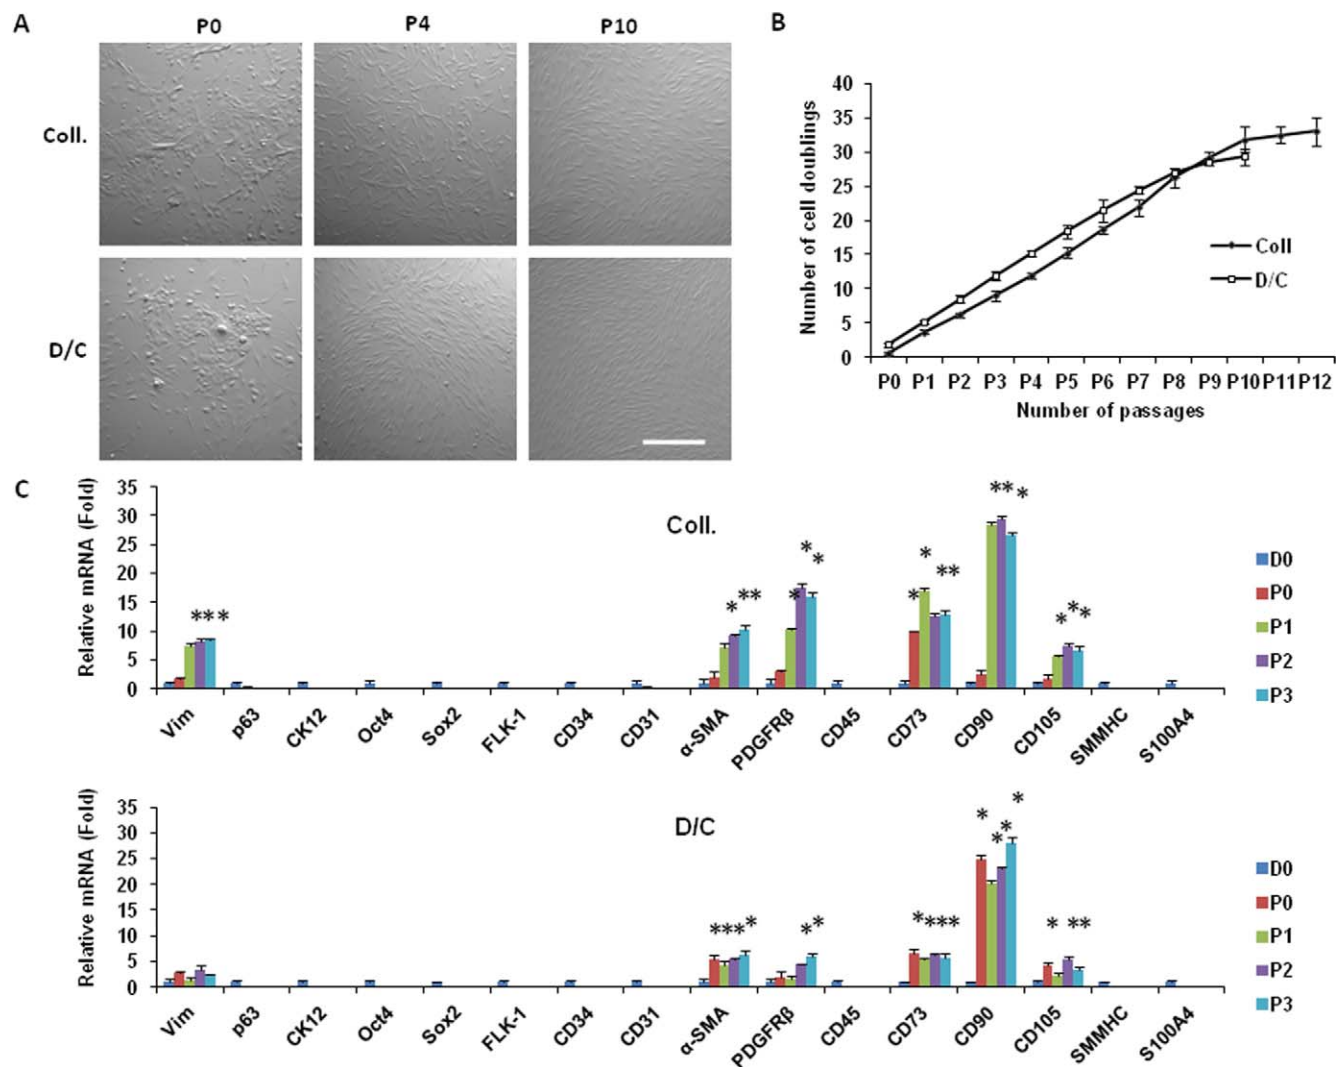 A
P0 P4 P10
Coll.
D/C
B
Number of cell doublings
40
35
30
25
20
15
10
5
0
Coll
D/C
P0 P1 P2 P3 P4 P5 P6 P7 P8 P9 P10 P11 P12
Number of passages
C
Relative mRNA (Fold)
35
30
25
20
15
10
5
0
Coll.
*** * ** * * * * * ** ** * * * *
D0
P0
P1
P2
P3
Vim p63 CK12 Oct4 Sox2 FLK-1 CD34 CD31 α-SMA PDGFRβ CD45 CD73 CD90 CD105 SMMHC S100A4
Relative mRNA (Fold)
35
30
25
20
15
10
5
0
D/C
*** * * * * *** * * * * * **
D0
P0
P1
P2
P3
Vim p63 CK12 Oct4 Sox2 FLK-1 CD34 CD31 α-SMA PDGFRβ CD45 CD73 CD90 CD105 SMMHC S100A4